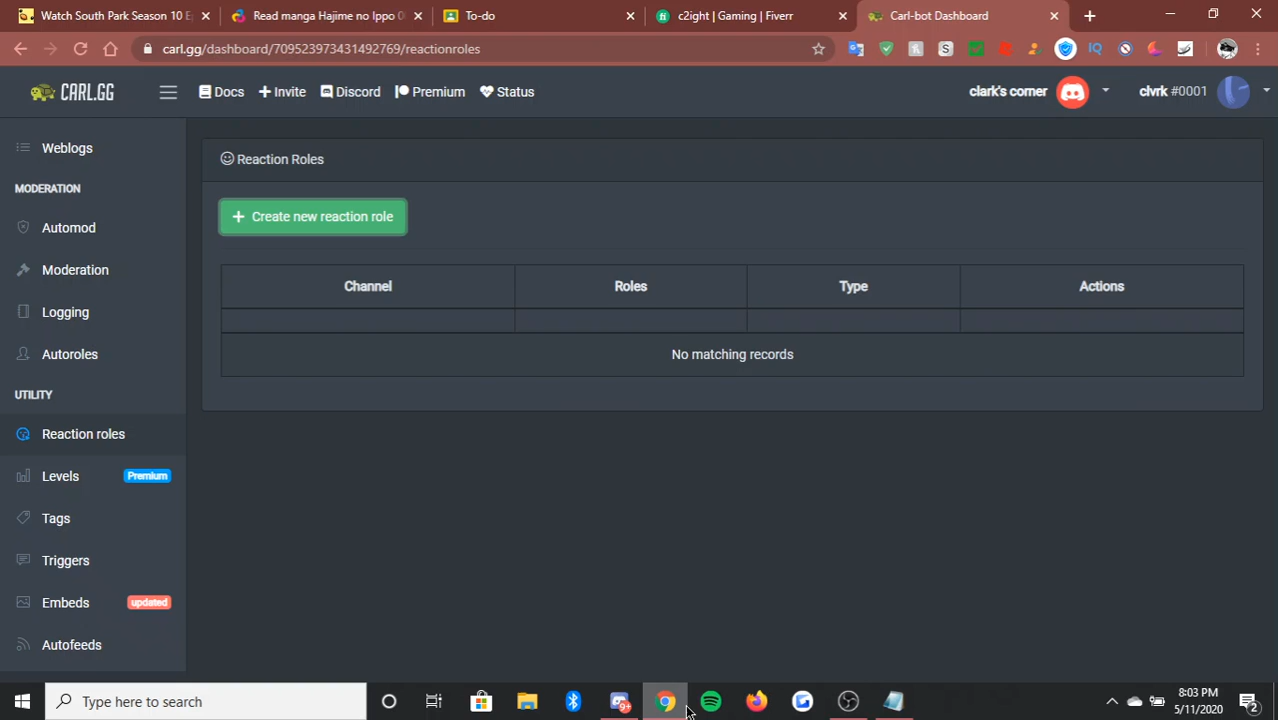 Watch South Park Season 10 E
Read manga Hajime no Ippo 0
To-do
c2ight | Gaming | Fiverr
Carl-bot Dashboard
carl.gg/dashboard/709523973431492769/reactionroles
CARL.GG
Docs
Invite
Discord
Premium
Status
clark's corner
clvrk #0001
Weblogs
MODERATION
Automod
Moderation
Logging
Autoroles
UTILITY
Reaction roles
Levels Premium
Tags
Triggers
Embeds updated
Autofeeds
Reaction Roles
+ Create new reaction role
Channel Roles Type Actions
No matching records
Type here to search
9+
8:03 PM
5/11/2020
2
S
IQ